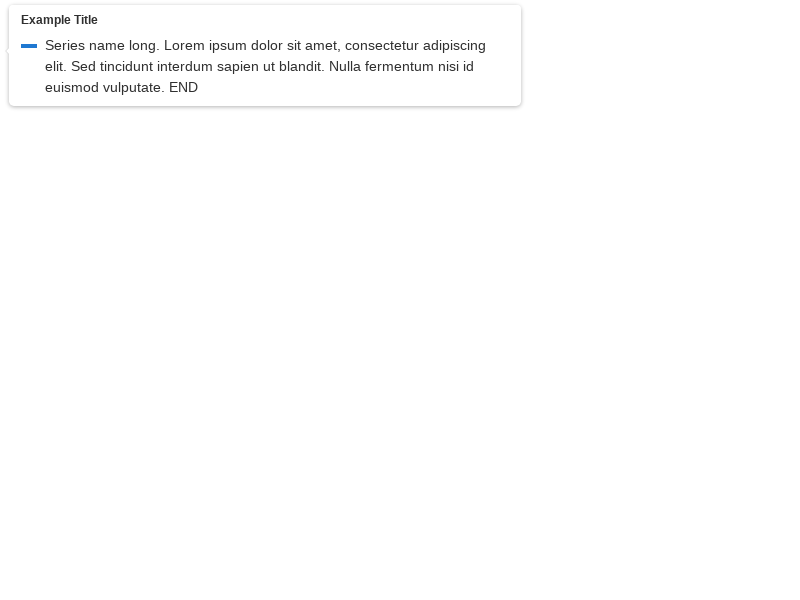 Example Title
Series name long. Lorem ipsum dolor sit amet, consectetur adipiscing
elit. Sed tincidunt interdum sapien ut blandit. Nulla fermentum nisi id
euismod vulputate. END